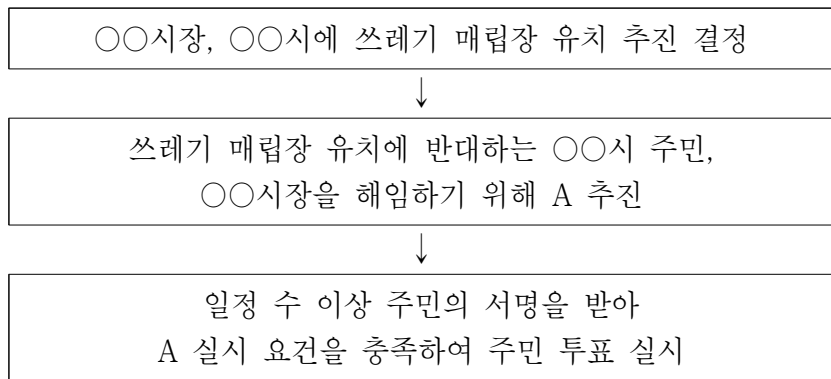 ○○시장, ○○시에 쓰레기 매립장 유치 추진 결정
↓
쓰레기 매립장 유치에 반대하는 ○○시 주민,
○○시장을 해임하기 위해 A 추진
↓
일정 수 이상 주민의 서명을 받아
A 실시 요건을 충족하여 주민 투표 실시